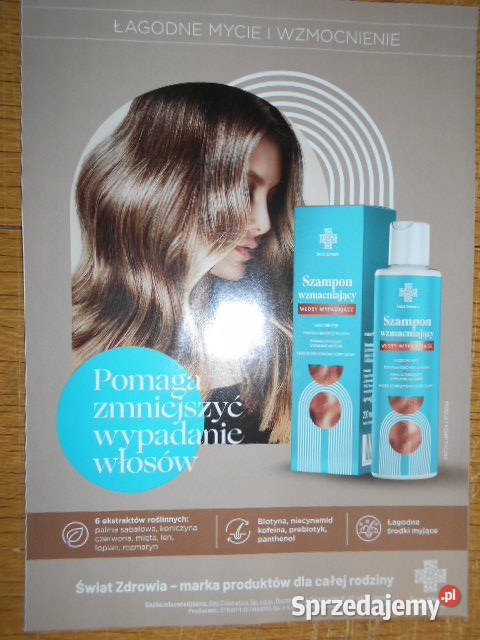 ŁAGODNE MYCIE I WZMOCNIENIE
Pomaga
zmniejszyć
wypadanie
włosów
Szampon
wzmacniający
WŁOSY WYPADAJĄCE
Szampon
wzmacniający
WŁOSY WYPADAJĄCE
6 ekstraktów roślinnych:
palma sabałowa, koniczyna
czerwona, mięta, len,
łopian, rozmaryn
Biotyna, niacynamid
kofeina, prebiotyk,
panthenol
Łagodne
środki myjące
Świat Zdrowia – marka produktów dla całej rodziny
Sprzedajemy.pl